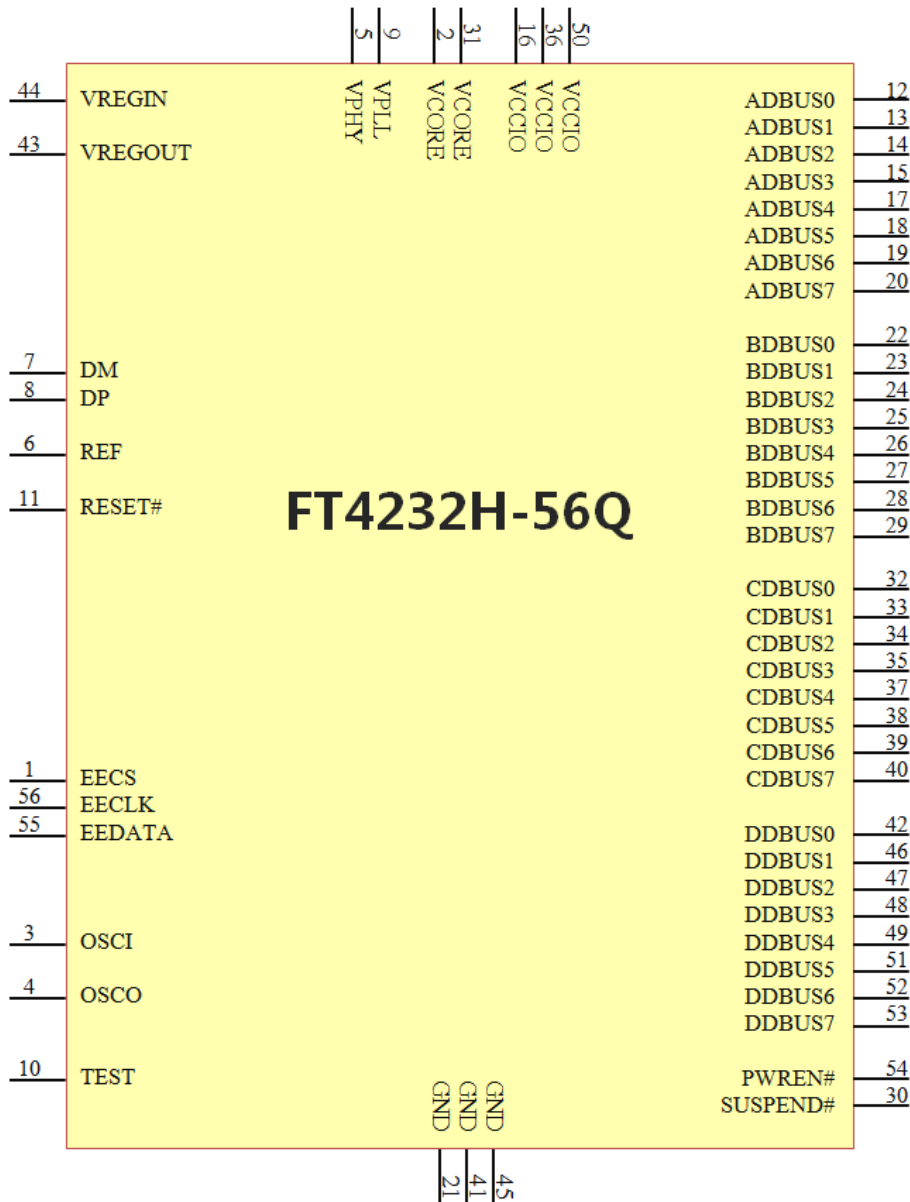 5 9 2 31 16 36 50
VPHY VPLL VCORE VCORE VCCIO VCCIO VCCIO
44 VREGIN ADBUS0 12
ADBUS1 13
43 VREGOUT ADBUS2 14
ADBUS3 15
ADBUS4 17
ADBUS5 18
ADBUS6 19
ADBUS7 20
BDBUS0 22
7 DM BDBUS1 23
8 DP BDBUS2 24
BDBUS3 25
6 REF BDBUS4 26
BDBUS5 27
11 RESET# FT4232H-56Q BDBUS6 28
BDBUS7 29
CDBUS0 32
CDBUS1 33
CDBUS2 34
CDBUS3 35
CDBUS4 37
CDBUS5 38
CDBUS6 39
1 EECS CDBUS7 40
56 EECLK
55 EEDATA DDBUS0 42
DDBUS1 46
DDBUS2 47
DDBUS3 48
3 OSCI DDBUS4 49
DDBUS5 51
4 OSCO DDBUS6 52
DDBUS7 53
10 TEST PWREN# 54
SUSPEND# 30
GND GND GND
21 41 45